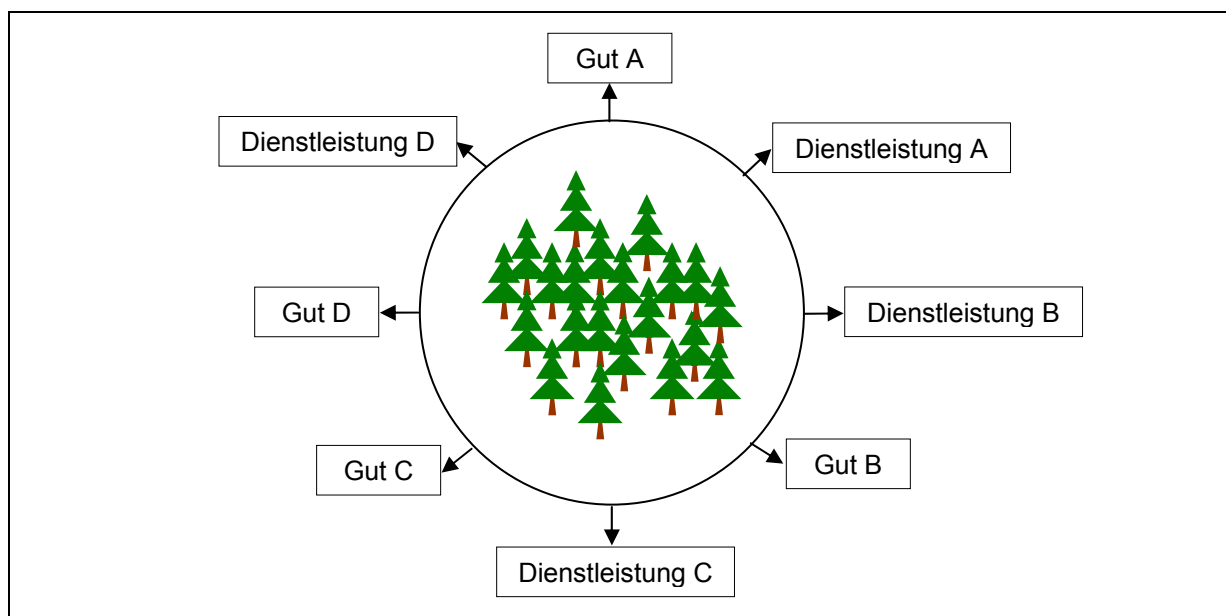 Gut A
Dienstleistung D
Dienstleistung A
Gut D
Dienstleistung B
Gut C
Gut B
Dienstleistung C